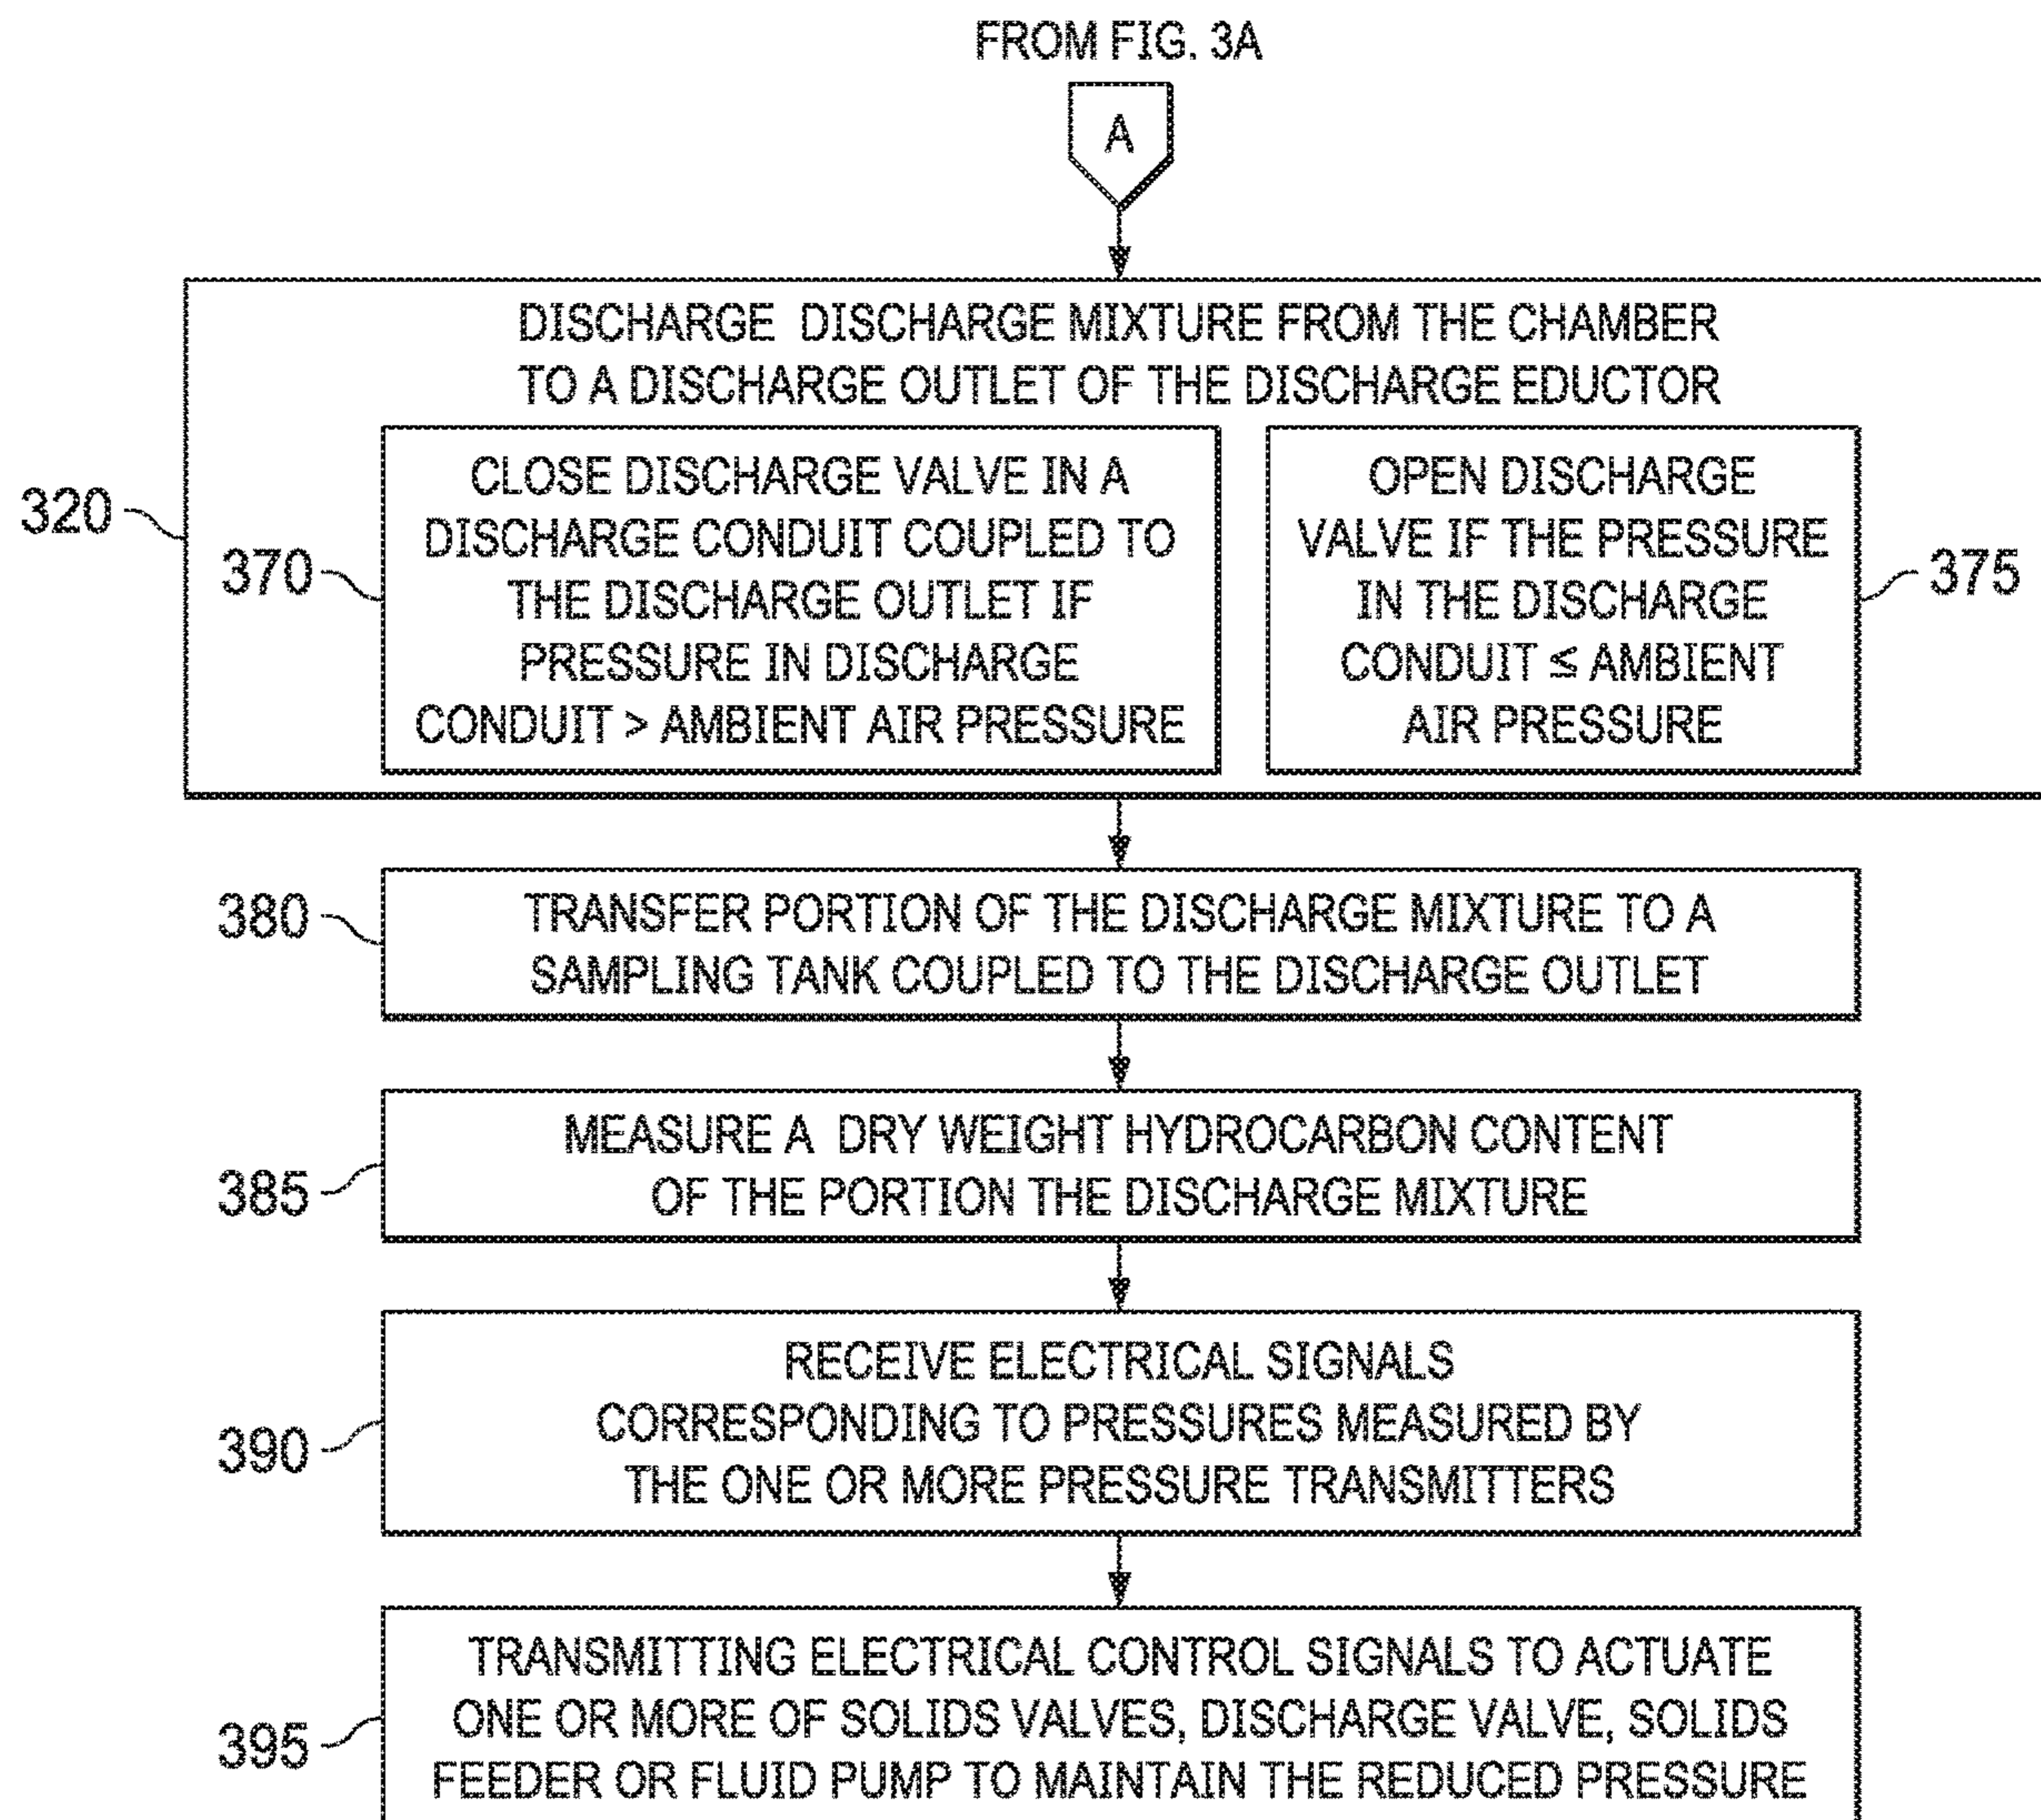 FROM FIG. 3A
A
DISCHARGE DISCHARGE MIXTURE FROM THE CHAMBER
TO A DISCHARGE OUTLET OF THE DISCHARGE EDUCTOR
320
370
CLOSE DISCHARGE VALVE IN A
DISCHARGE CONDUIT COUPLED TO
THE DISCHARGE OUTLET IF
PRESSURE IN DISCHARGE
CONDUIT > AMBIENT AIR PRESSURE
OPEN DISCHARGE
VALVE IF THE PRESSURE
IN THE DISCHARGE
CONDUIT ≤ AMBIENT
AIR PRESSURE
375
380
TRANSFER PORTION OF THE DISCHARGE MIXTURE TO A
SAMPLING TANK COUPLED TO THE DISCHARGE OUTLET
385
MEASURE A DRY WEIGHT HYDROCARBON CONTENT
OF THE PORTION THE DISCHARGE MIXTURE
390
RECEIVE ELECTRICAL SIGNALS
CORRESPONDING TO PRESSURES MEASURED BY
THE ONE OR MORE PRESSURE TRANSMITTERS
395
TRANSMITTING ELECTRICAL CONTROL SIGNALS TO ACTUATE
ONE OR MORE OF SOLIDS VALVES, DISCHARGE VALVE, SOLIDS
FEEDER OR FLUID PUMP TO MAINTAIN THE REDUCED PRESSURE